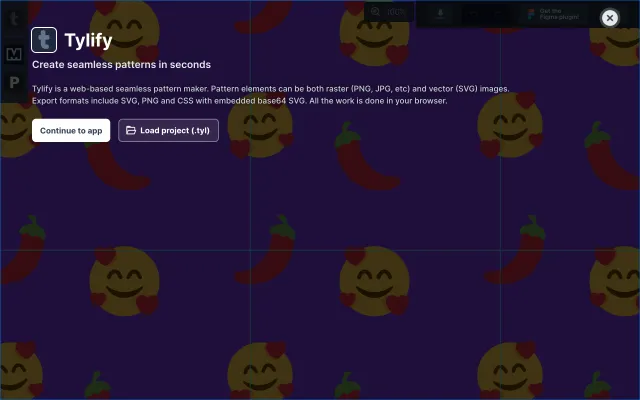 t
100%
Get the
Figma plugin!
t Tylify
M
Create seamless patterns in seconds
P
Tylify is a web-based seamless pattern maker. Pattern elements can be both raster (PNG, JPG, etc) and vector (SVG) images.
Export formats include SVG, PNG and CSS with embedded base64 SVG. All the work is done in your browser.
Continue to app
Load project (.tyl)